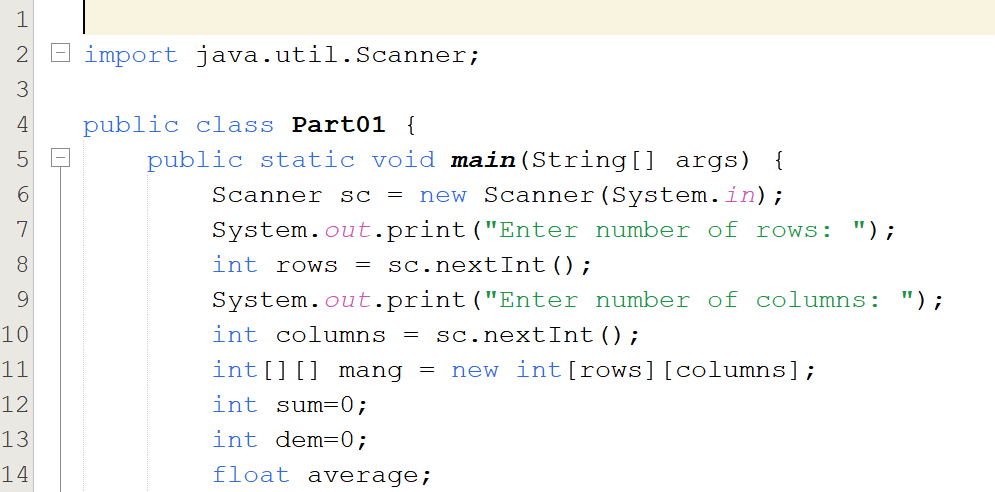 1
2 import java.util.Scanner;
3
4 public class Part01 {
5 public static void main(String[] args) {
6 Scanner sc = new Scanner(System.in);
7 System.out.print("Enter number of rows: ");
8 int rows = sc.nextInt();
9 System.out.print("Enter number of columns: ");
10 int columns = sc.nextInt();
11 int[][] mang = new int[rows][columns];
12 int sum=0;
13 int dem=0;
14 float average;